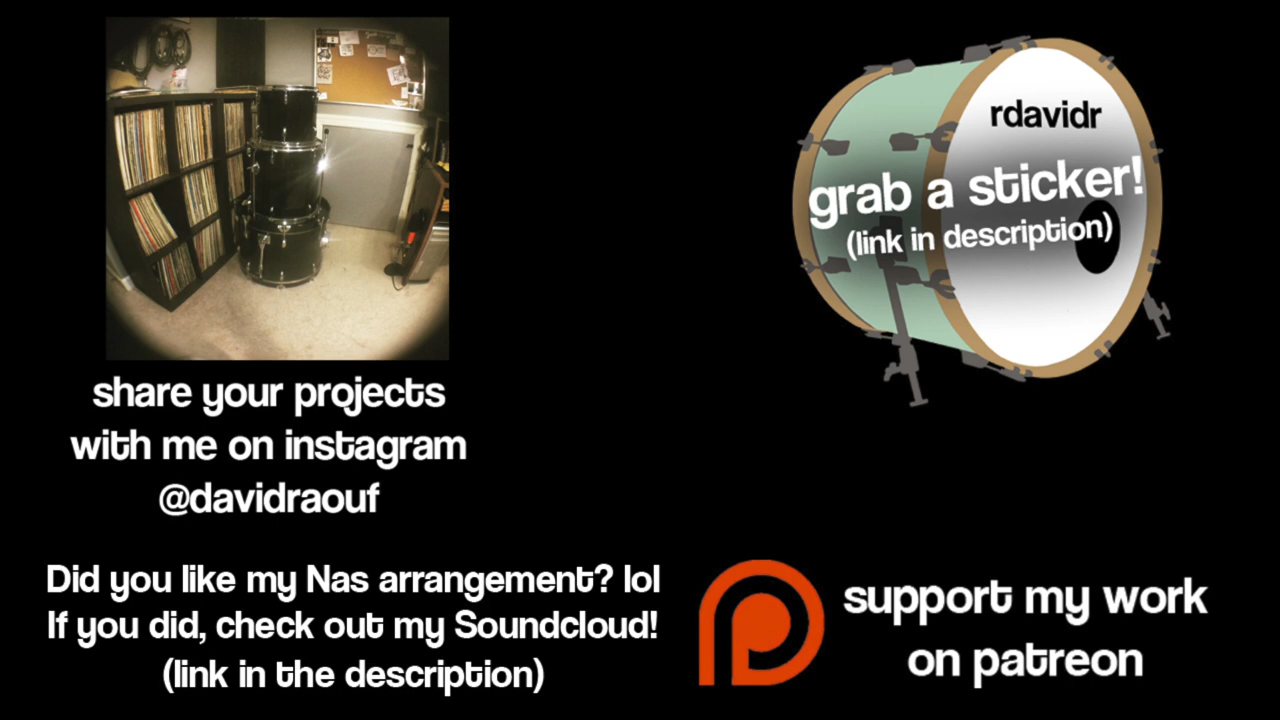 rdavidr
grab a sticker!
(link in description)
share your projects
with me on instagram
@davidraouf
Did you like my Nas arrangement? lol
If you did, check out my Soundcloud!
(link in the description)
support my work
on patreon